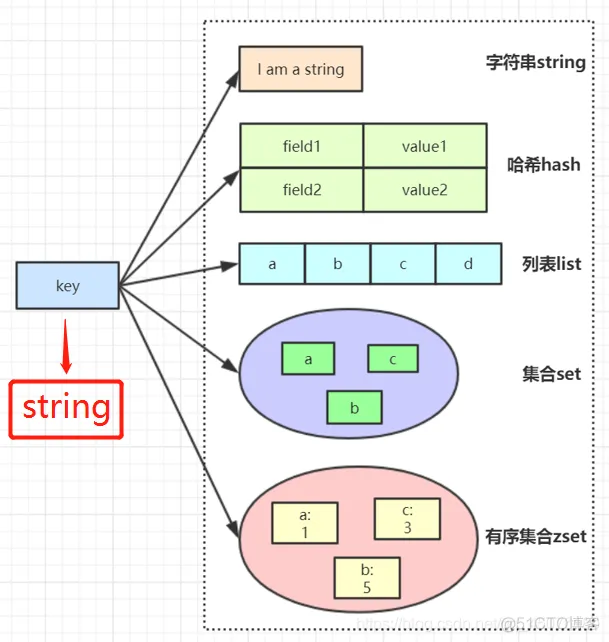 I am a string
字符串string
field1 value1
field2 value2
哈希hash
a b c d
列表list
key
string
a c
b
集合set
a:
1
c:
3
b:
5
有序集合zset
@51CTO博客